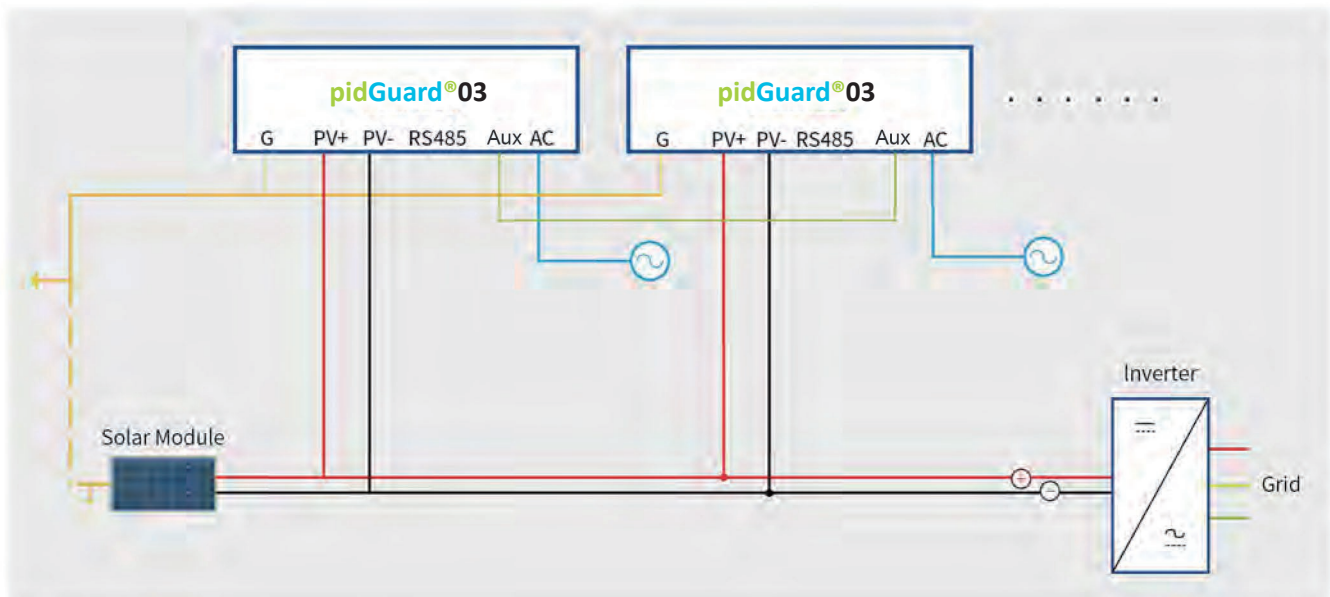 pidGuard®03
G PV+ PV- RS485 Aux AC
pidGuard®03
G PV+ PV- RS485 Aux AC
. . . . . .
Inverter
Solar Module
+
−
Grid